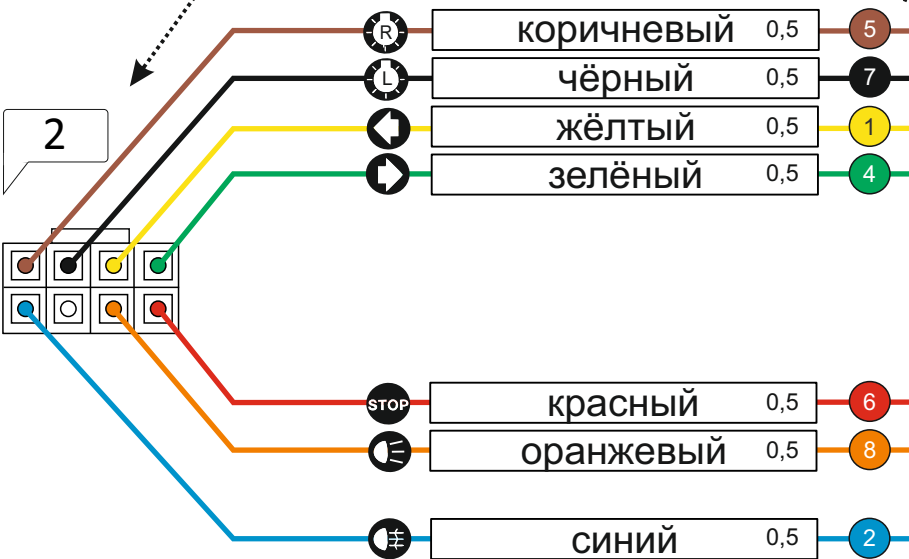 R коричневый 0,5 5
L чёрный 0,5 7
2
жёлтый 0,5 1
зелёный 0,5 4
STOP красный 0,5 6
оранжевый 0,5 8
синий 0,5 2